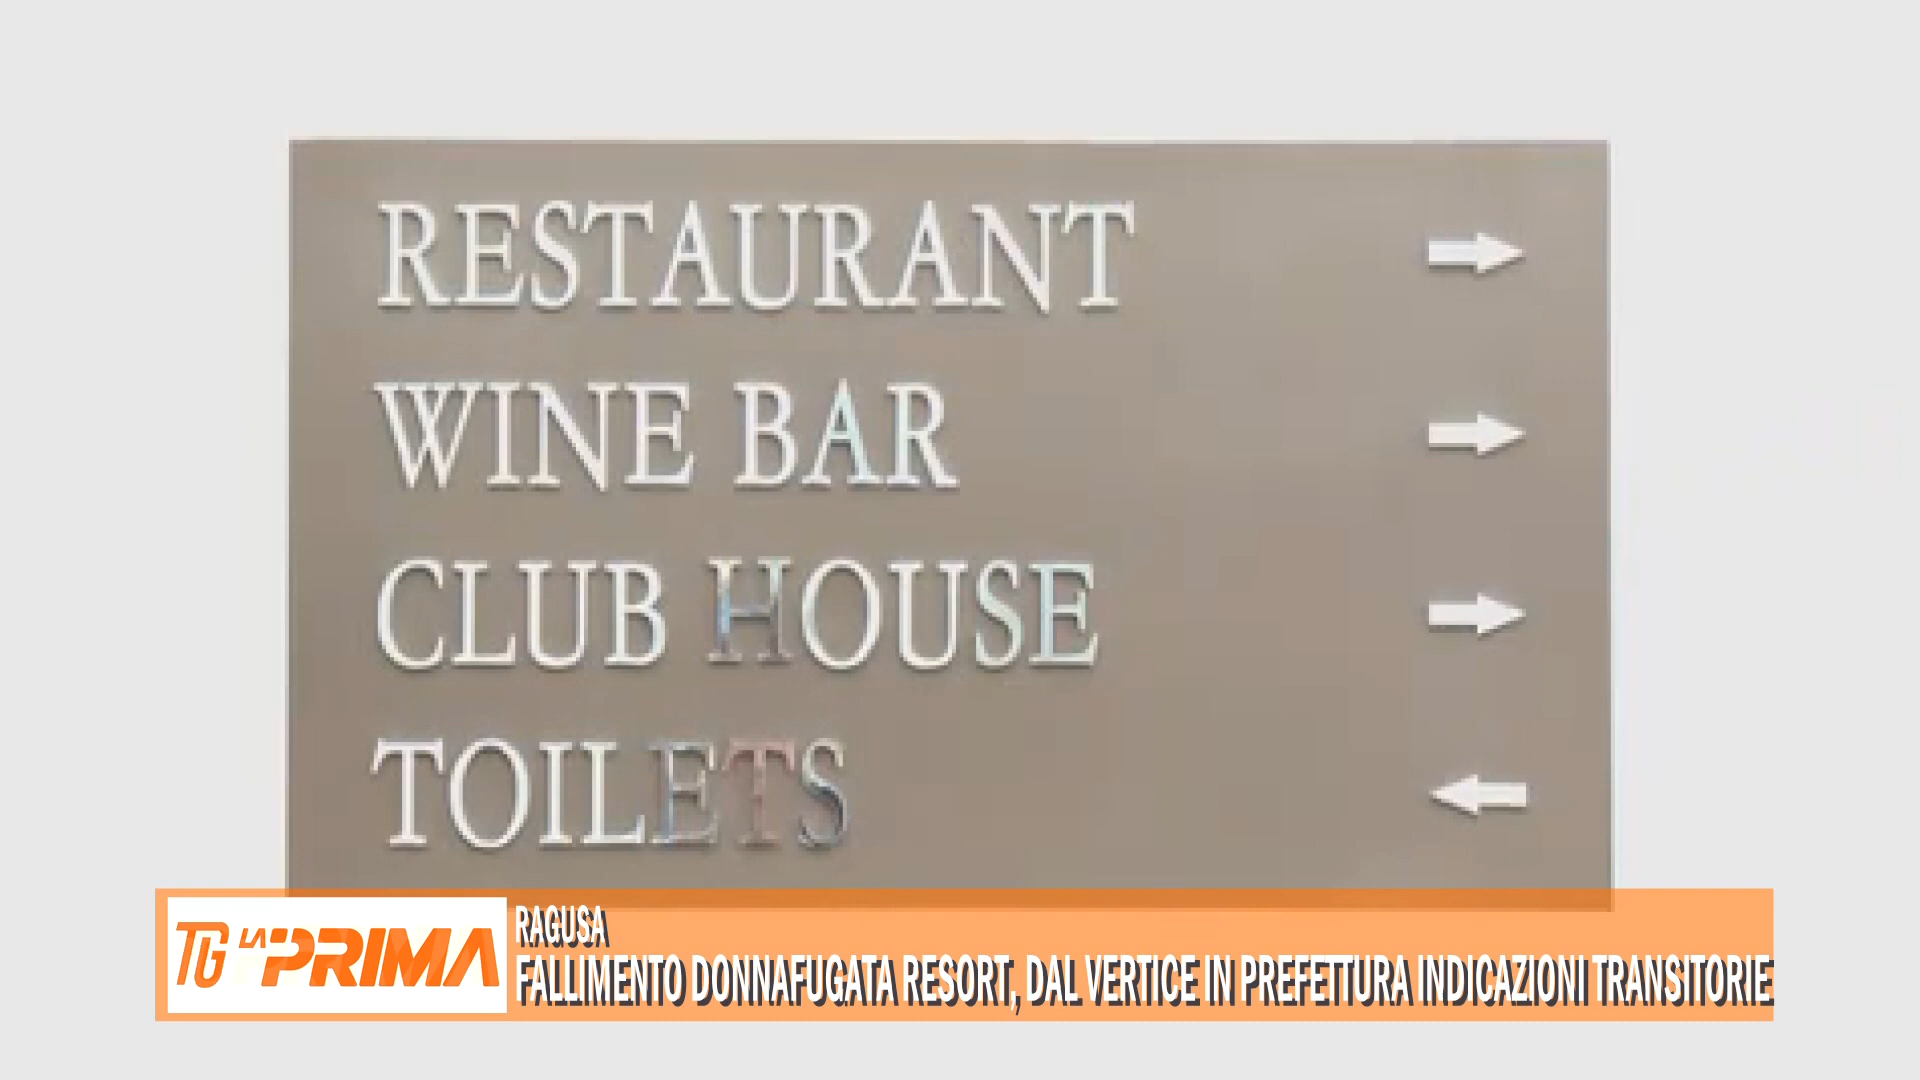 RESTAURANT
WINE BAR
CLUB HOUSE
TOILETS
TG LA PRIMA
RAGUSA
FALLIMENTO DONNAFUGATA RESORT, DAL VERTICE IN PREFETTURA INDICAZIONI TRANSITORIE